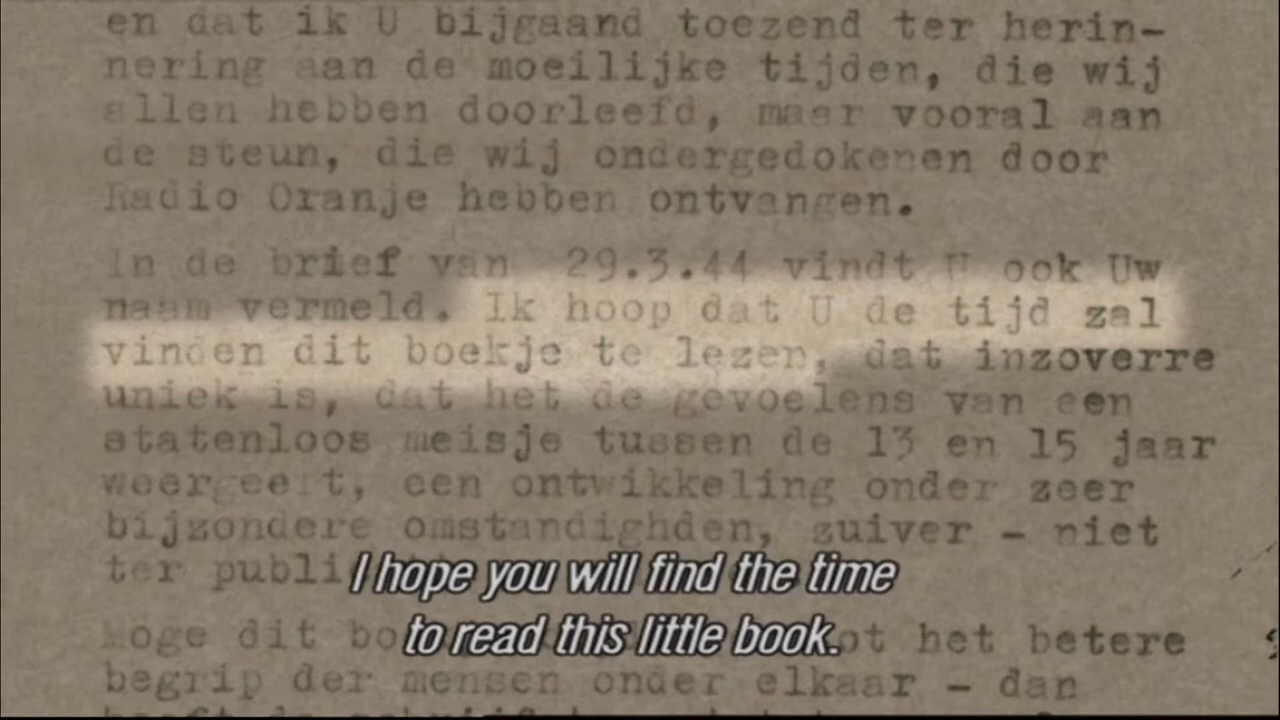 en dat ik U bijgaand toezend ter herin-
nering aan de moeilijke tijden, die wij
allen hebben doorleefd, maar vooral aan
de steun, die wij ondergedokenen door
Radio Oranje hebben ontvangen.
In de brief van 29.3.44 vindt U ook Uw
naam vermeld. Ik hoop dat U de tijd zal
vinden dit boekje te lezen, dat inzoverre
uniek is, dat het de gevoelens van een
statenloos meisje tussen de 13 en 15 jaar
weergeeft, een ontwikkeling onder zeer
bijzondere omstandighden, zuiver - niet
ter publi
I hope you will find the time
to read this little book.
Moge dit bo ot het betere
begrip der mensen onder elkaar - dan